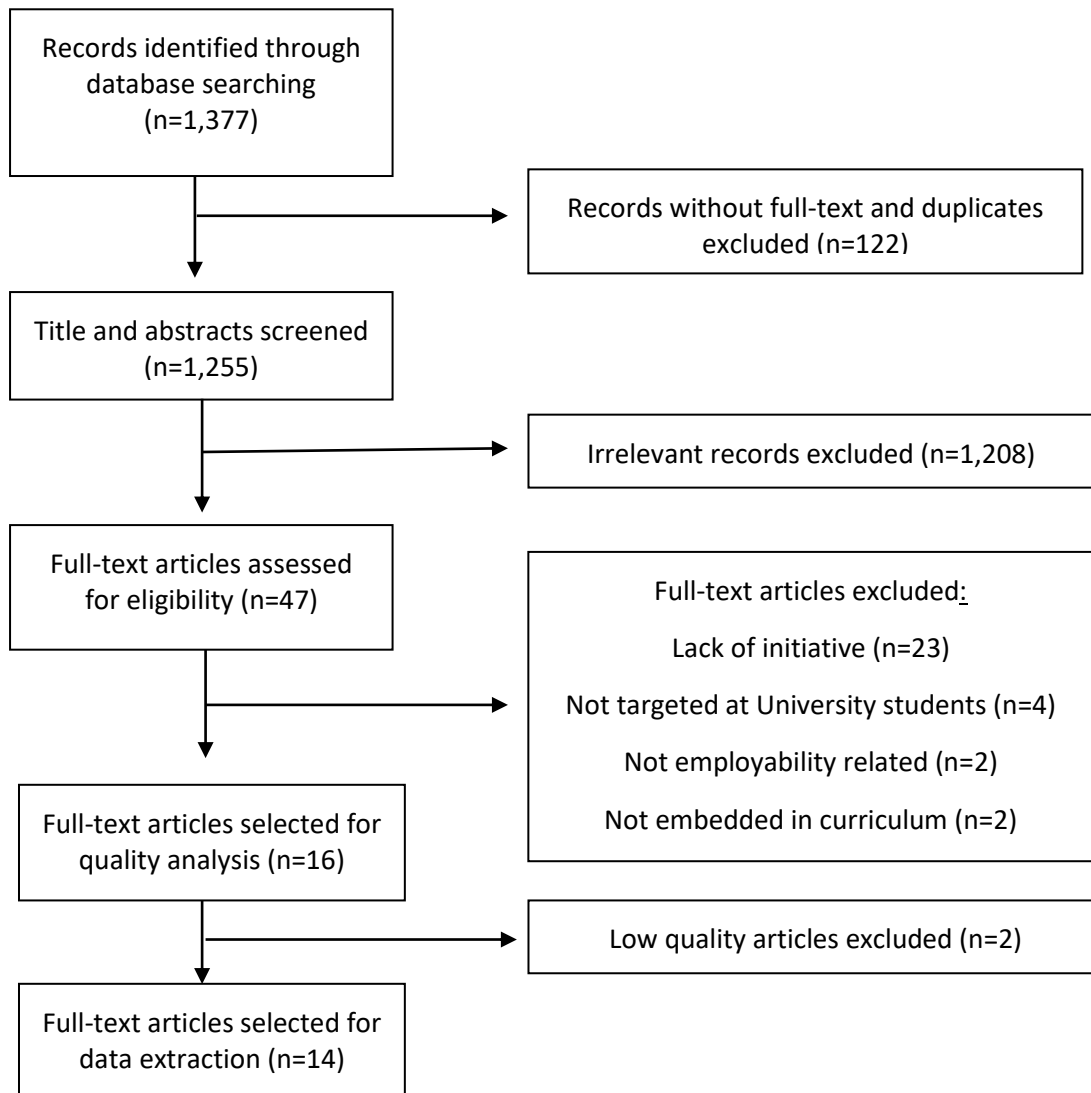 Records identified through
database searching
(n=1,377)
Records without full-text and duplicates
excluded (n=122)
Title and abstracts screened
(n=1,255)
Irrelevant records excluded (n=1,208)
Full-text articles assessed
for eligibility (n=47)
Full-text articles excluded:
Lack of initiative (n=23)
Not targeted at University students (n=4)
Not employability related (n=2)
Not embedded in curriculum (n=2)
Full-text articles selected for
quality analysis (n=16)
Low quality articles excluded (n=2)
Full-text articles selected for
data extraction (n=14)